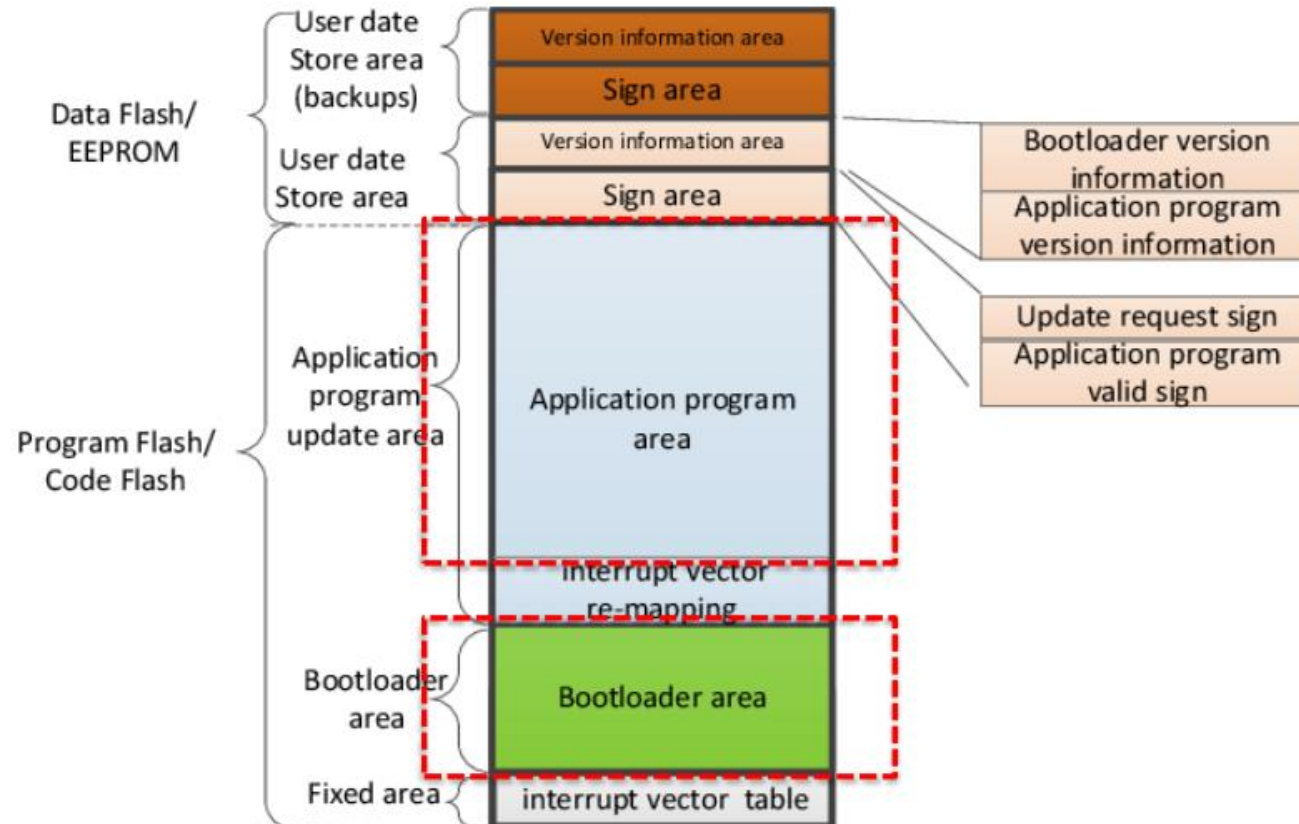 User date
Store area
(backups)
Data Flash/
EEPROM
User date
Store area
Version information area
Sign area
Version information area
Sign area
Bootloader version
information
Application program
version information
Update request sign
Application program
valid sign
Program Flash/
Code Flash
Application
program
update area
Application program
area
interrupt vector
re-mapping
Bootloader
area
Bootloader area
Fixed area
interrupt vector table